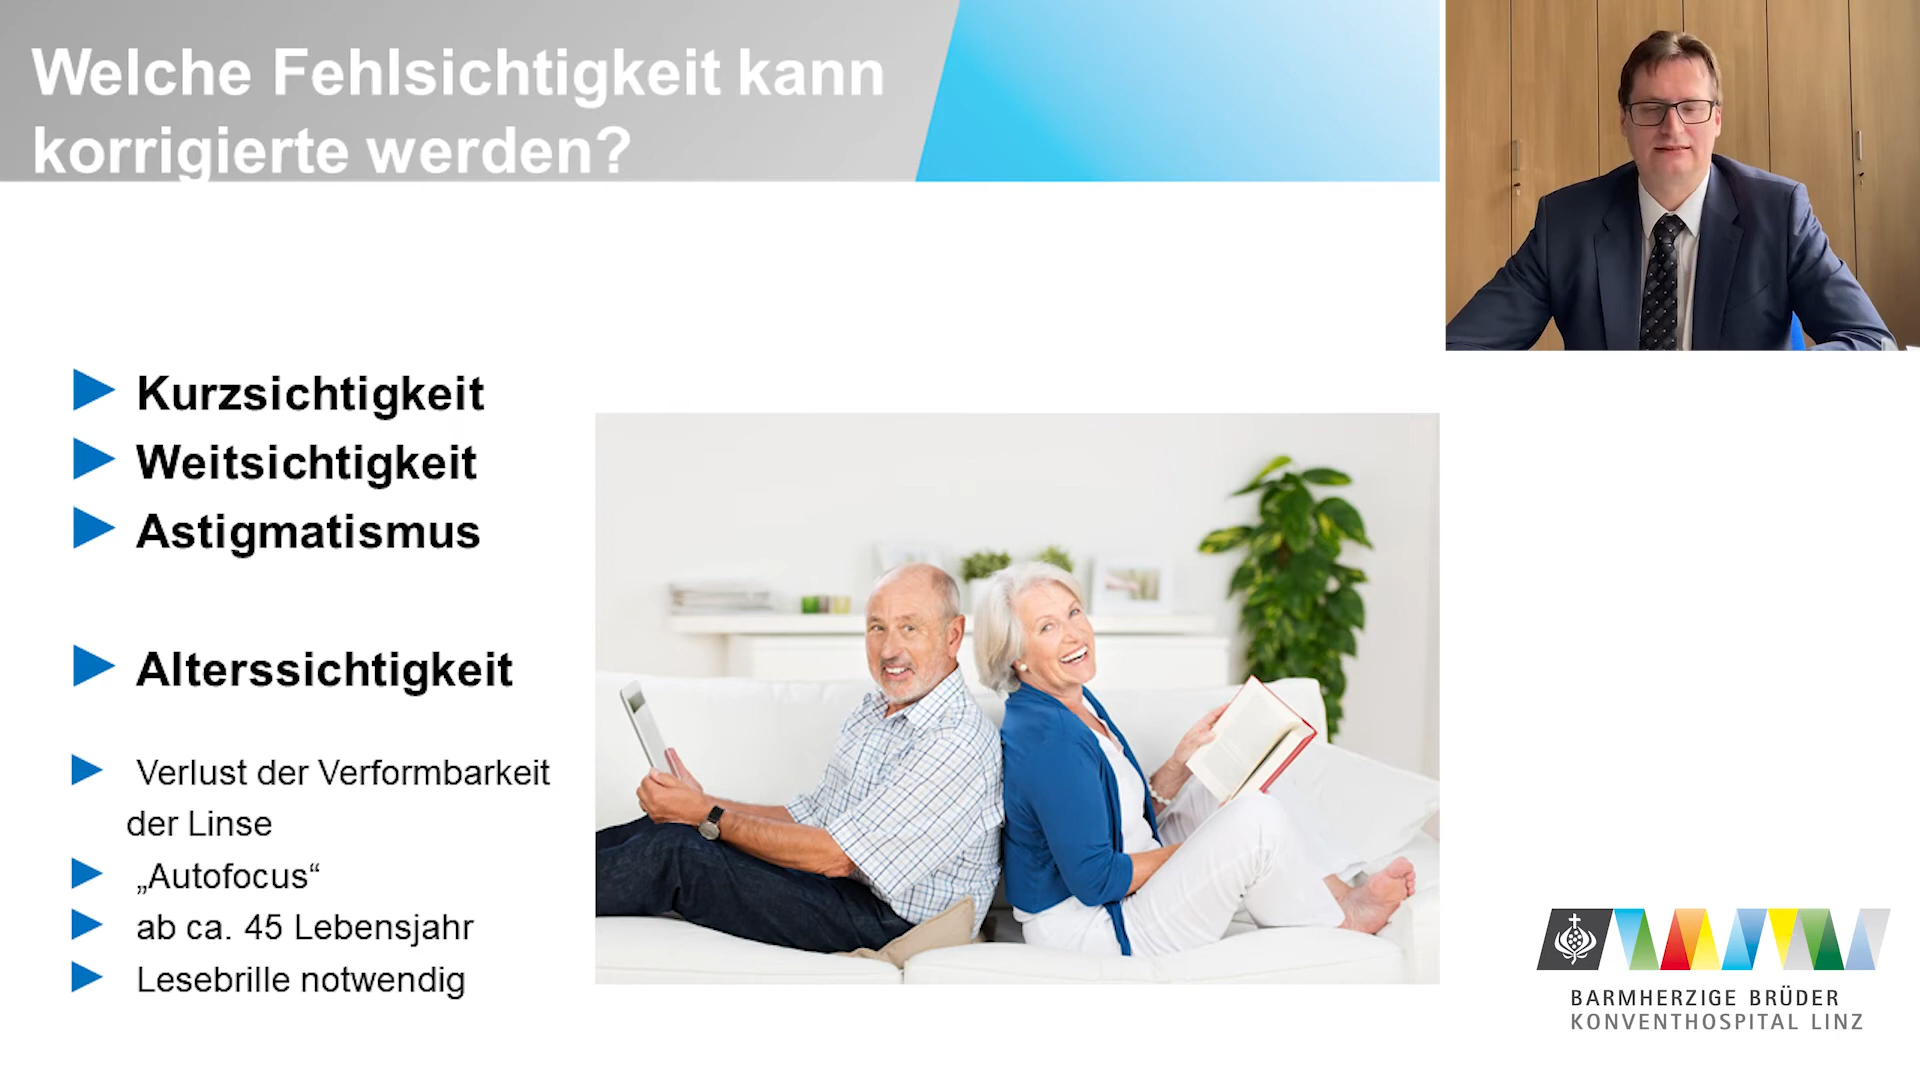 Welche Fehlsichtigkeit kann
korrigierte werden?
Kurzsichtigkeit
Weitsichtigkeit
Astigmatismus
Alterssichtigkeit
Verlust der Verformbarkeit
der Linse
„Autofocus“
ab ca. 45 Lebensjahr
Lesebrille notwendig
BARMHERZIGE BRÜDER
KONVENTHOSPITAL LINZ